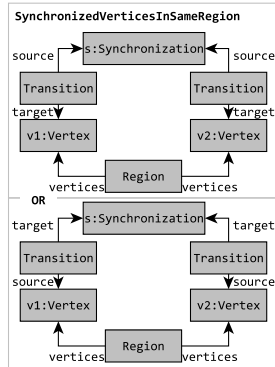 SynchronizedVerticesInSameRegion
s:Synchronization
source source
Transition Transition
target target
v1:Vertex v2:Vertex
Region
vertices vertices
OR
s:Synchronization
target target
Transition Transition
source source
v1:Vertex v2:Vertex
Region
vertices vertices